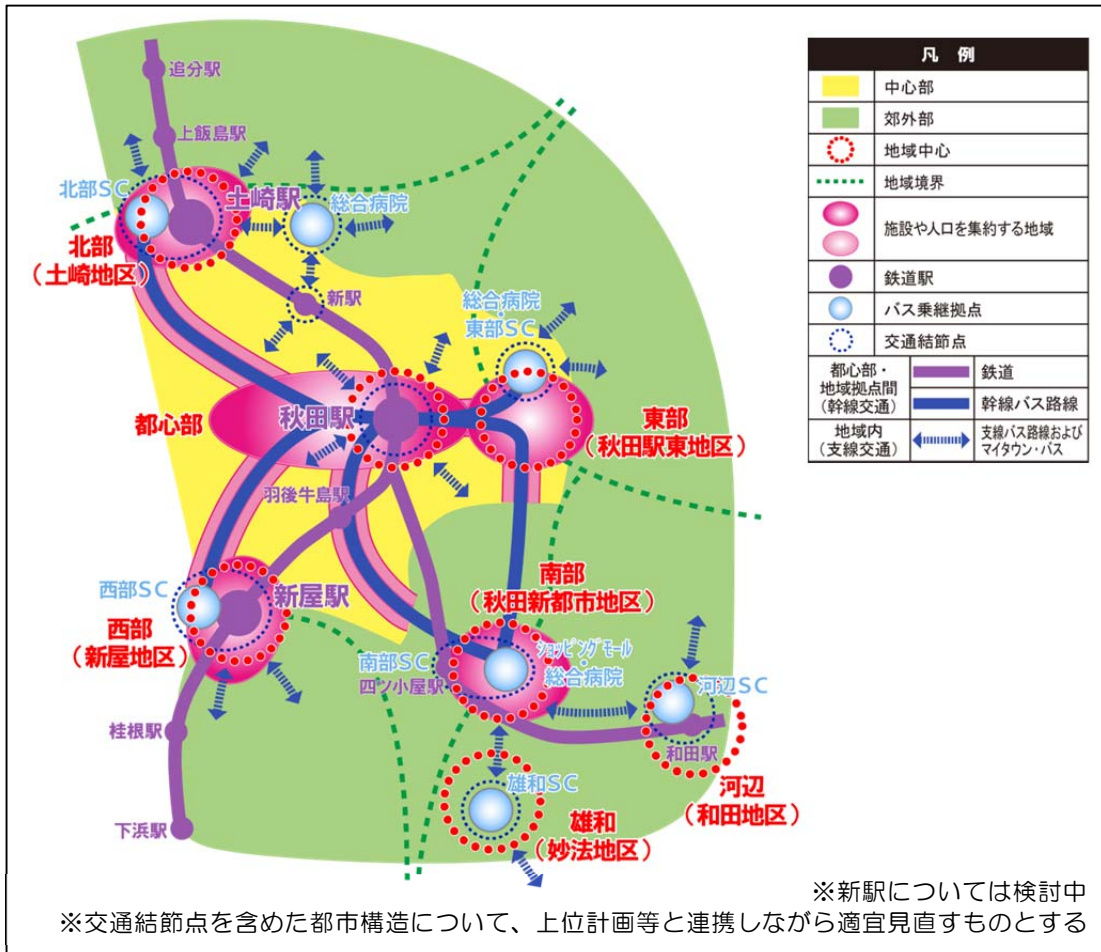 追分駅
上飯島駅
北部SC
土崎駅
総合病院
北部
（土崎地区）
新駅
総合病院
・
東部SC
都心部
秋田駅
東部
（秋田駅東地区）
羽後牛島駅
西部SC
新屋駅
西部
（新屋地区）
南部
（秋田新都市地区）
南部SC
四ツ小屋駅
ショッピングモール
・
総合病院
河辺SC
和田駅
河辺
（和田地区）
桂根駅
下浜駅
雄和SC
雄和
（妙法地区）
凡 例
中心部
郊外部
地域中心
地域境界
施設や人口を集約する地域
鉄道駅
バス乗継拠点
交通結節点
都心部・
地域拠点間
（幹線交通）
鉄道
幹線バス路線
地域内
（支線交通）
支線バス路線および
マイタウン・バス
※新駅については検討中
※交通結節点を含めた都市構造について、上位計画等と連携しながら適宜見直すものとする